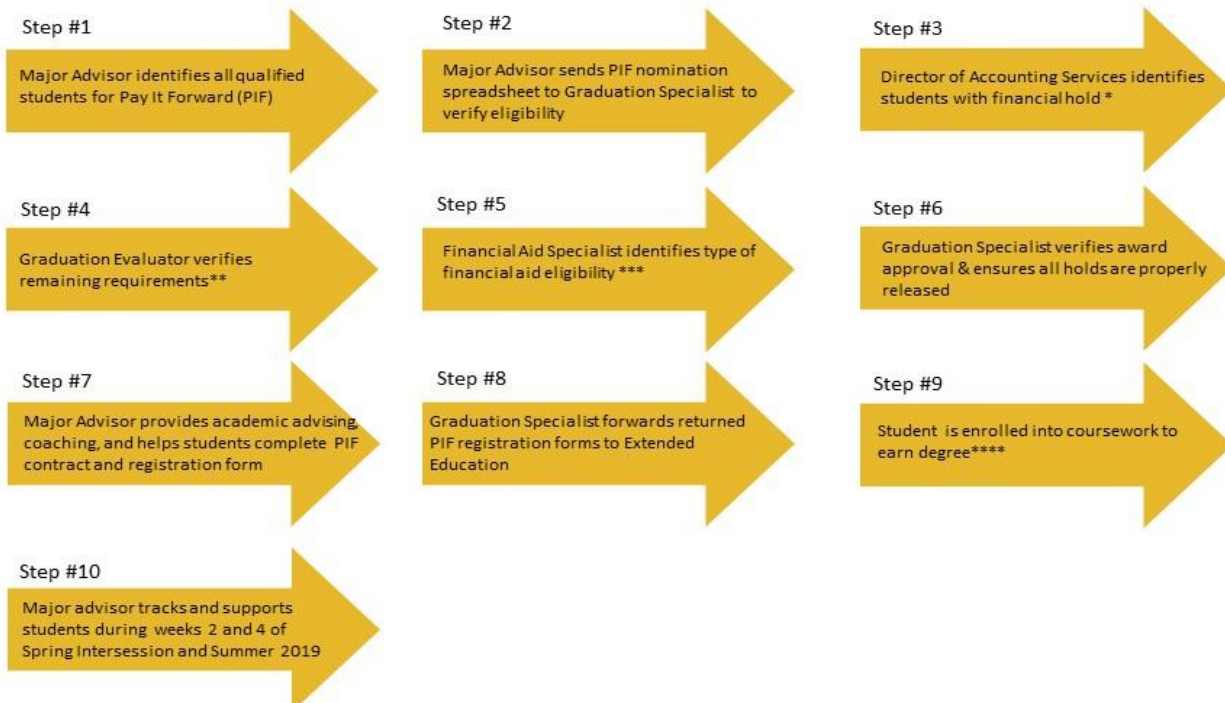 Step #1
Major Advisor identifies all qualified
students for Pay It Forward (PIF)
Step #2
Major Advisor sends PIF nomination
spreadsheet to Graduation Specialist to
verify eligibility
Step #3
Director of Accounting Services identifies
students with financial hold *
Step #4
Graduation Evaluator verifies
remaining requirements**
Step #5
Financial Aid Specialist identifies type of
financial aid eligibility ***
Step #6
Graduation Specialist verifies award
approval & ensures all holds are properly
released
Step #7
Major Advisor provides academic advising,
coaching, and helps students complete PIF
contract and registration form
Step #8
Graduation Specialist forwards returned
PIF registration forms to Extended
Education
Step #9
Student is enrolled into coursework to
earn degree****
Step #10
Major advisor tracks and supports
students during weeks 2 and 4 of
Spring Intersession and Summer 2019